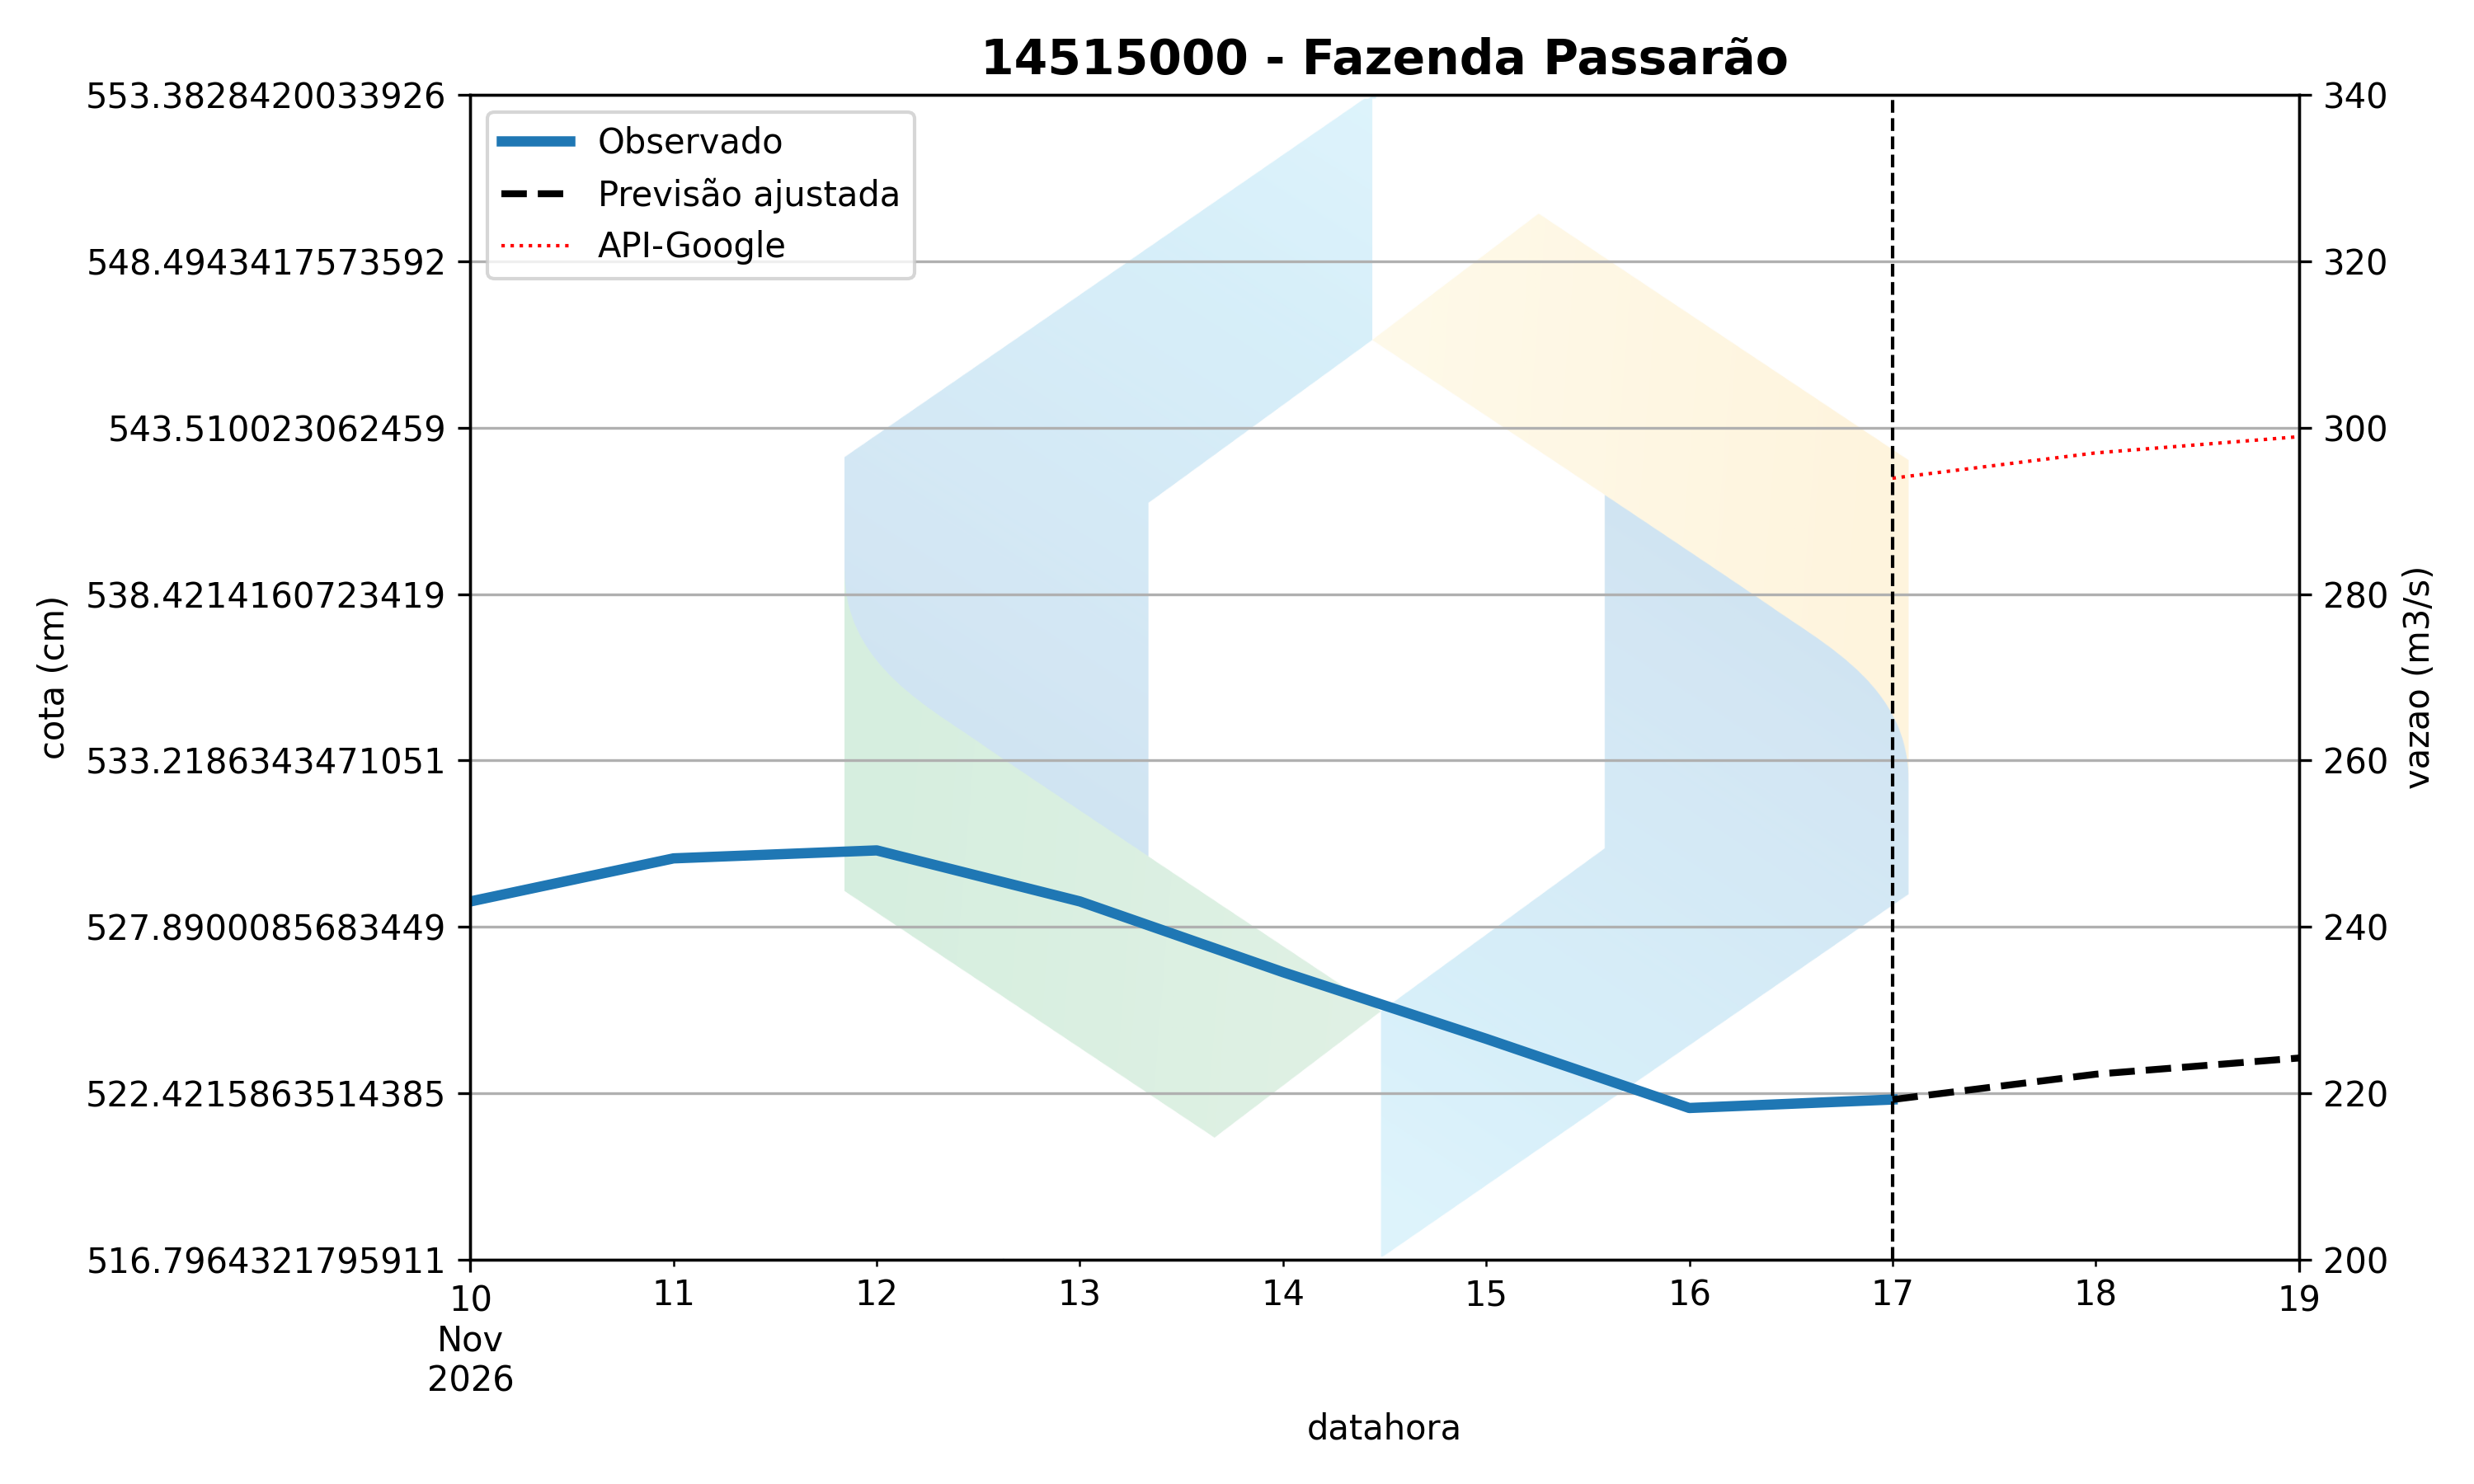 14515000 - Fazenda Passarão
Observado
Previsão ajustada
API-Google
553.3828420033926
548.4943417573592
543.510023062459
538.4214160723419
533.2186343471051
527.8900085683449
522.4215863514385
516.7964321795911
cota (cm)
340
320
300
280
260
240
220
200
vazao (m3/s)
10 11 12 13 14 15 16 17 18 19
Nov
2026
datahora